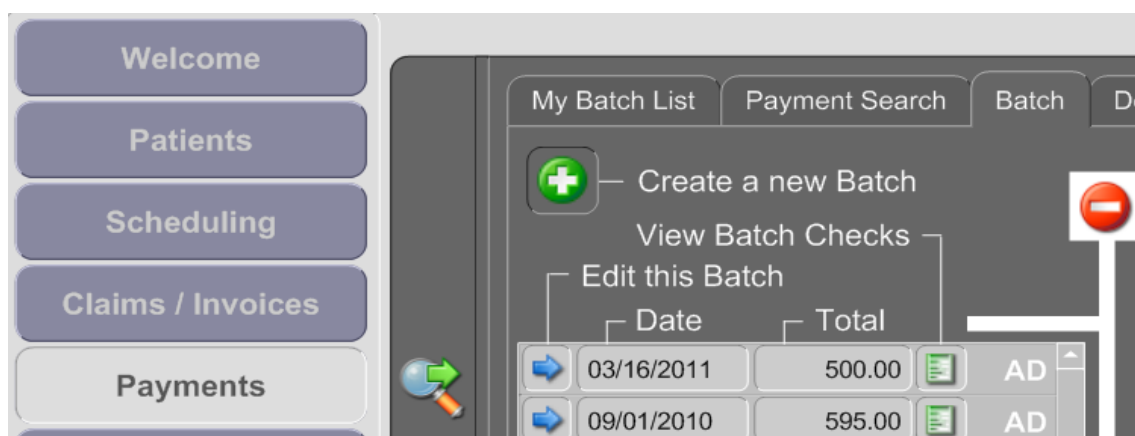 Welcome
Patients
Scheduling
Claims / Invoices
Payments
My Batch List
Payment Search
Batch
Create a new Batch
View Batch Checks
Edit this Batch
Date
Total
03/16/2011 500.00 AD
09/01/2010 595.00 AD